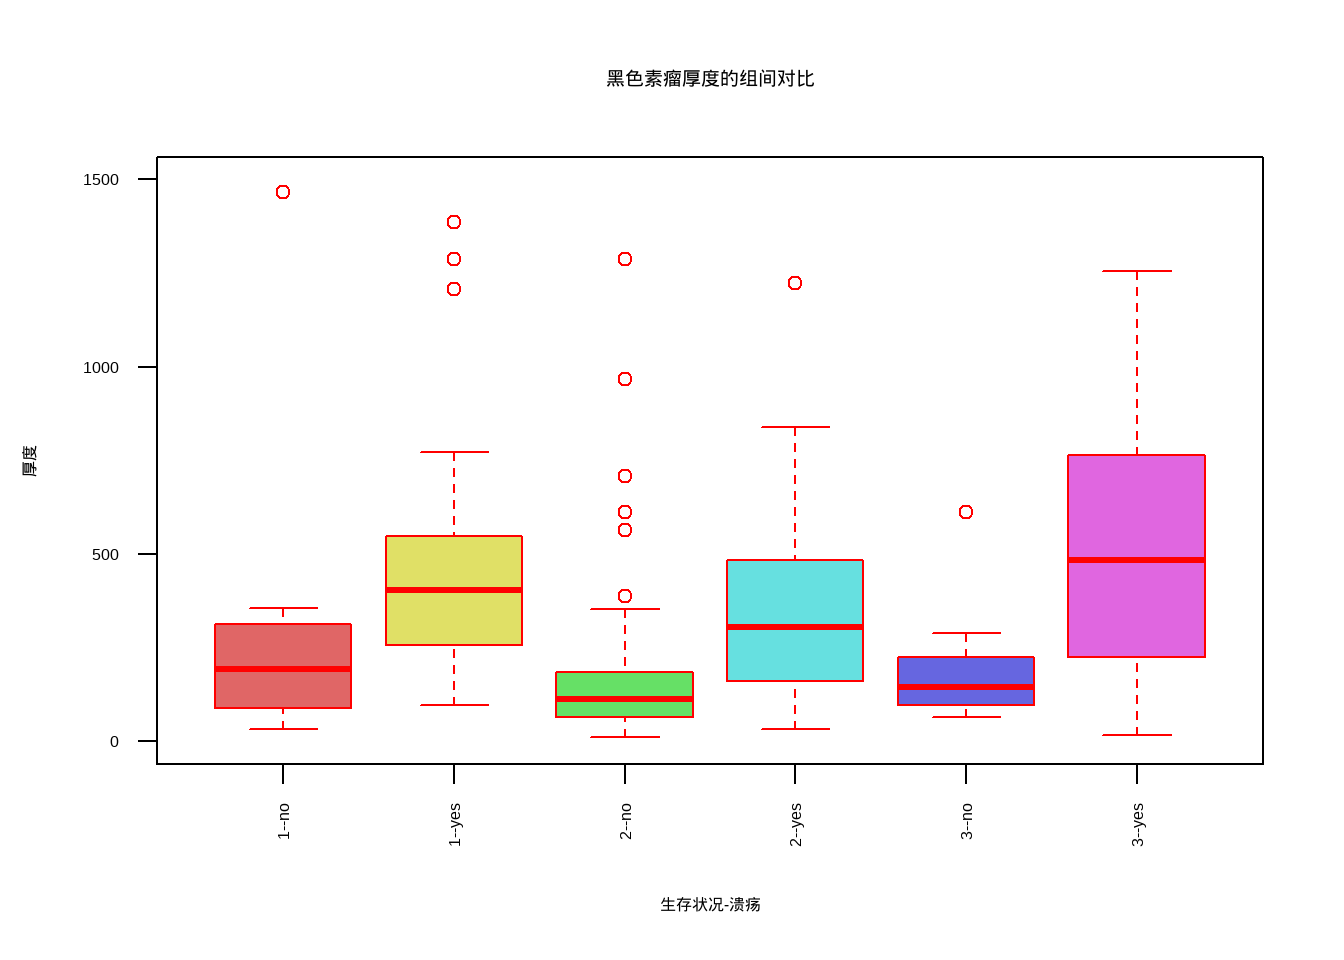 黑色素瘤厚度的组间对比
1500
1000
500
0
厚度
1--no
1--yes
2--no
2--yes
3--no
3--yes
生存状况-溃疡